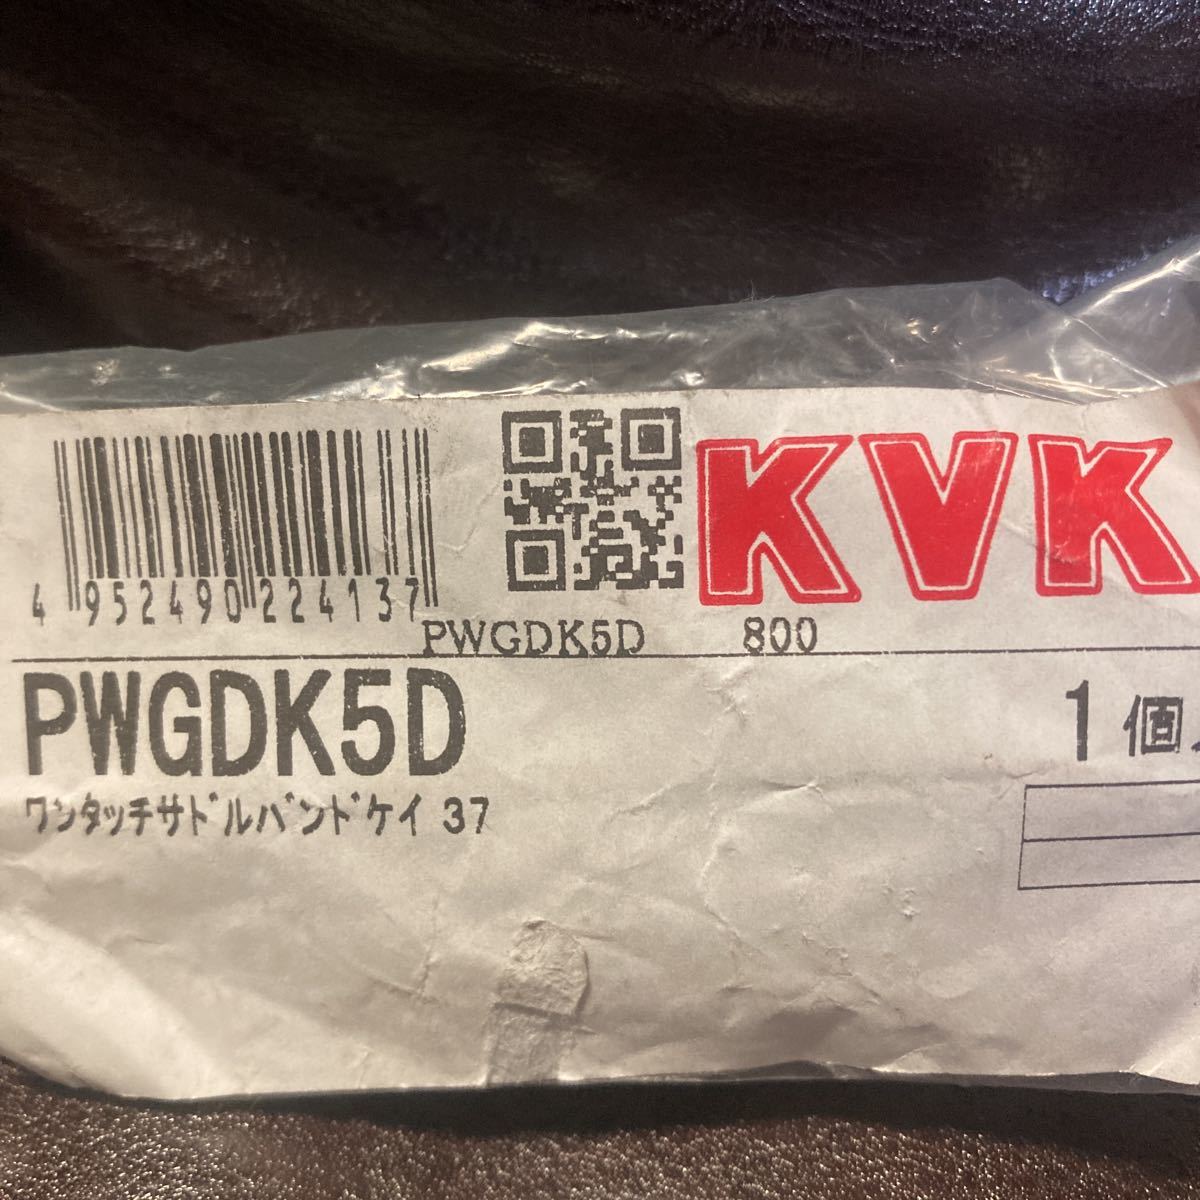 KVK
4 952490 224137
PWGDK5D 800
PWGDK5D 1個
ﾜﾝﾀｯﾁｻﾄﾞﾙﾊﾞﾝﾄﾞｹｲ 37